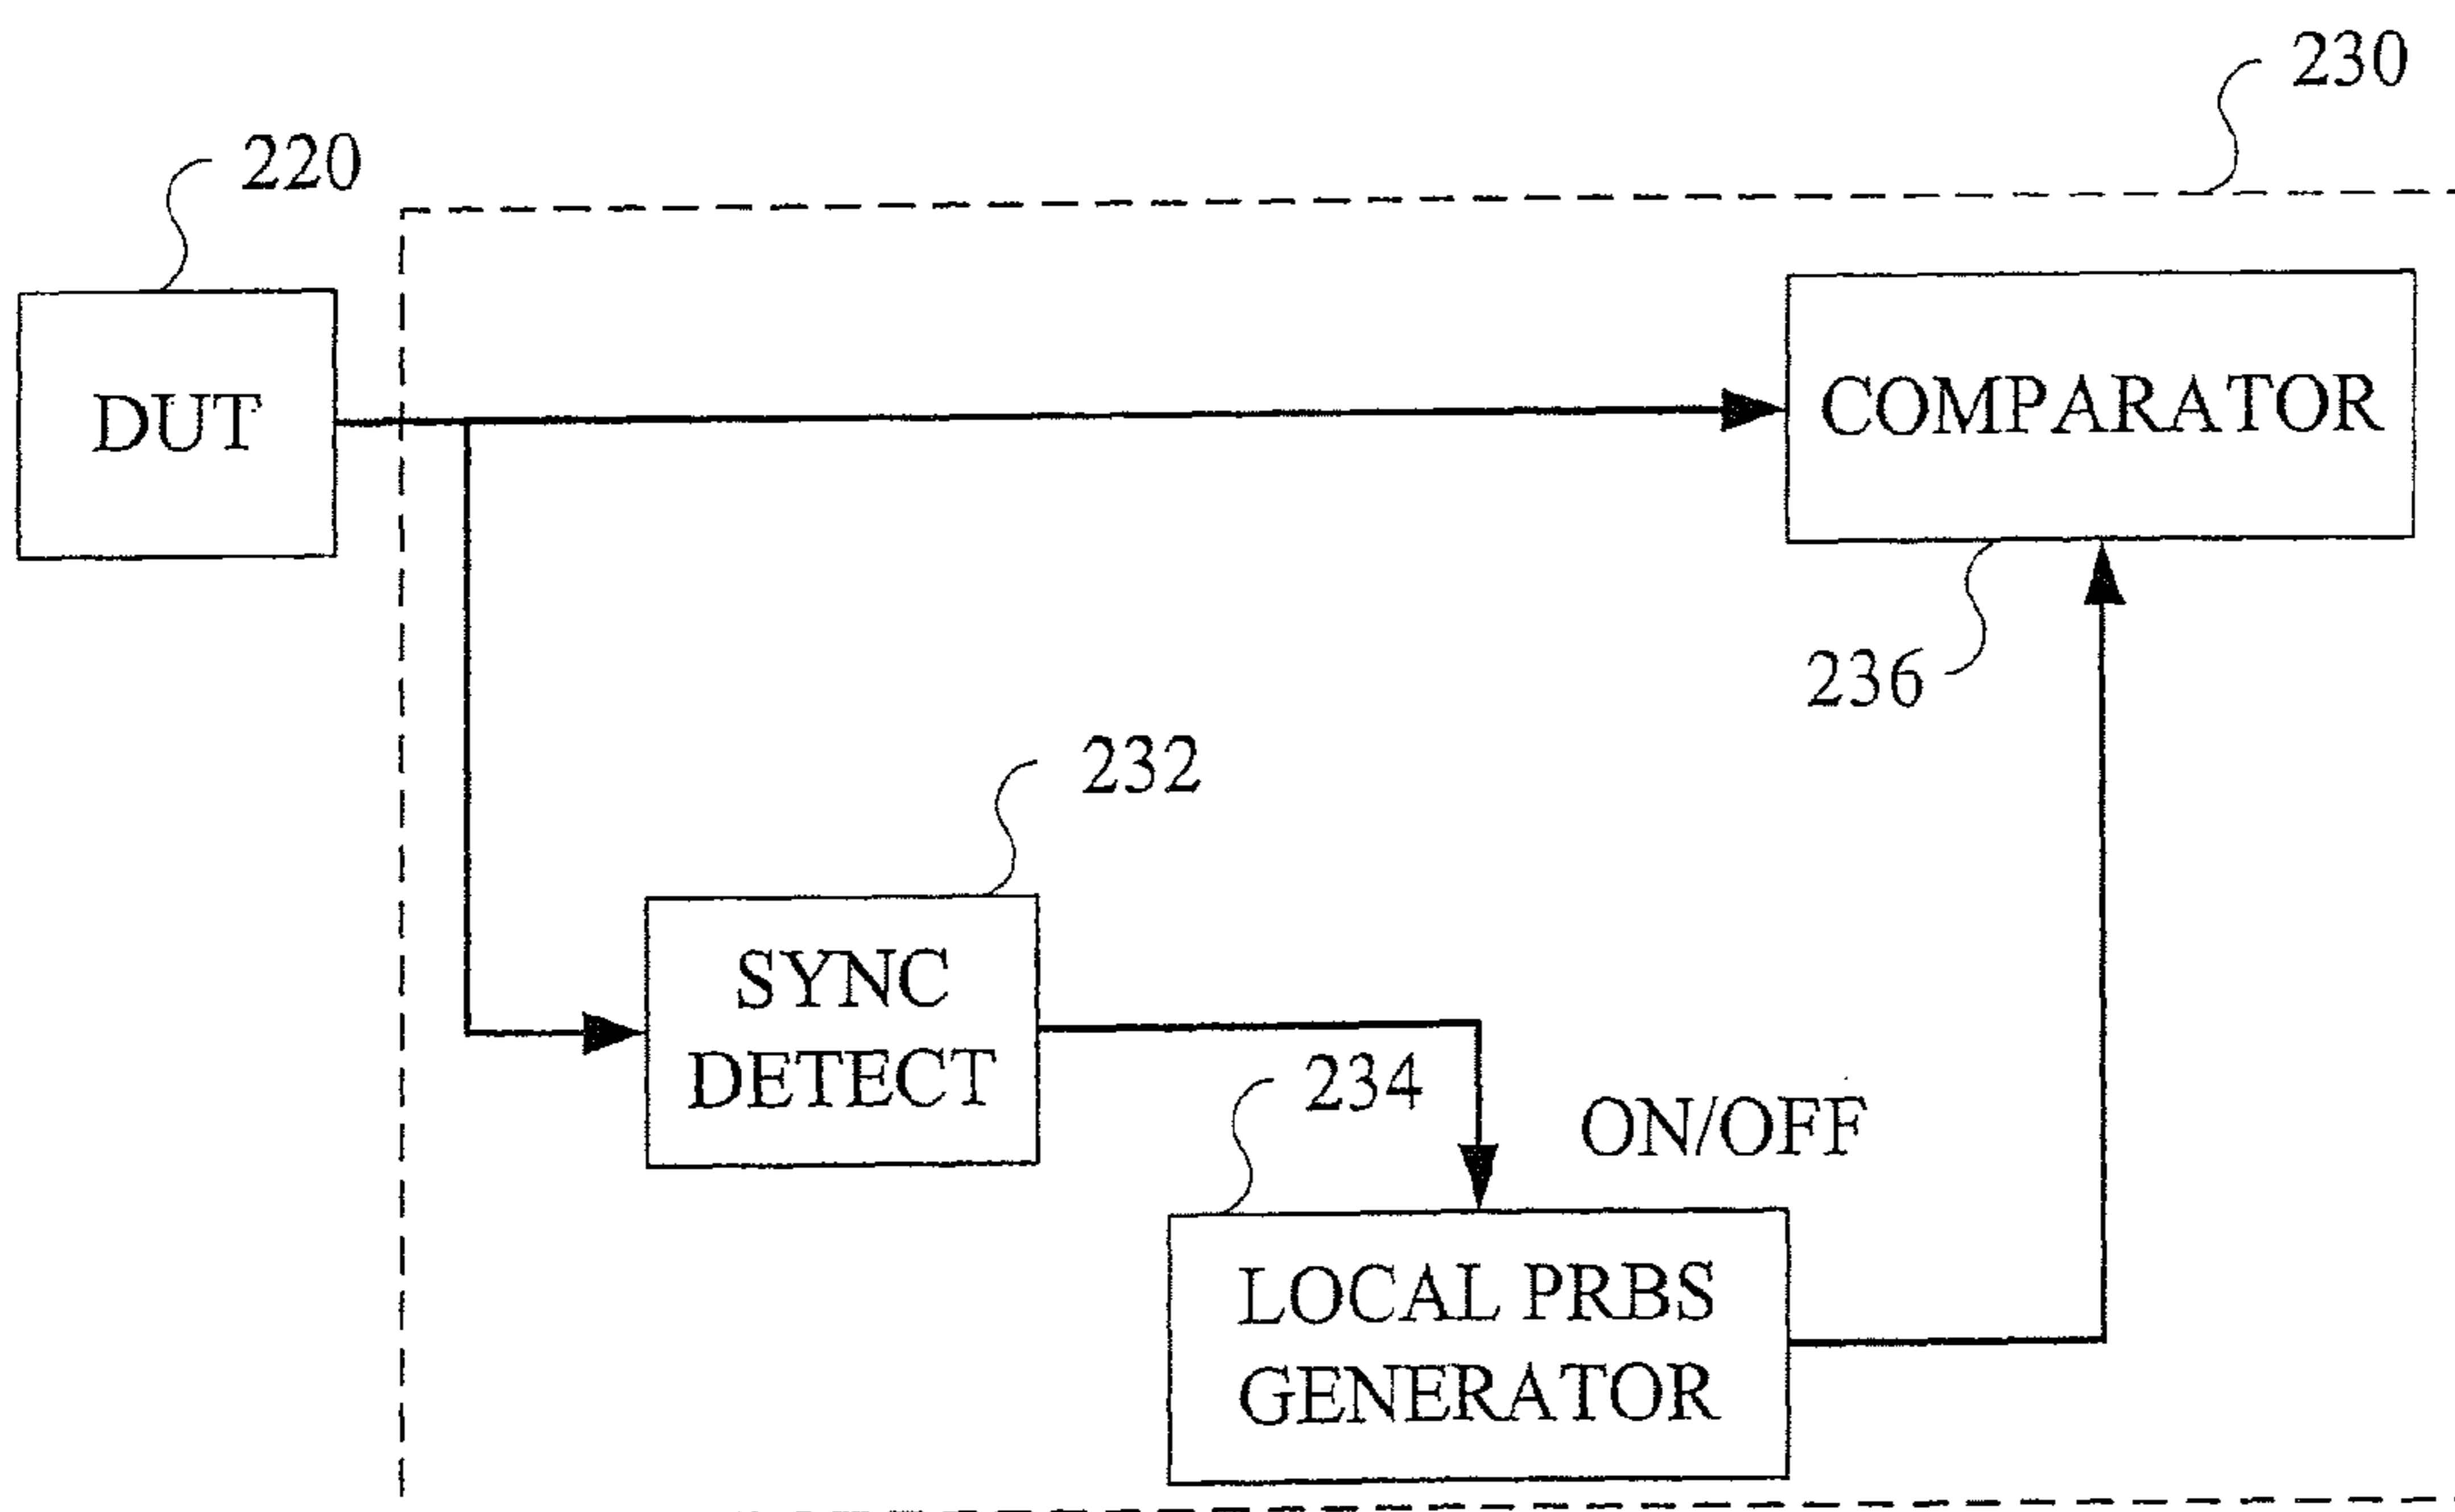 230
220
DUT
COMPARATOR
236
232
SYNC
DETECT
234
ON/OFF
LOCAL PRBS
GENERATOR